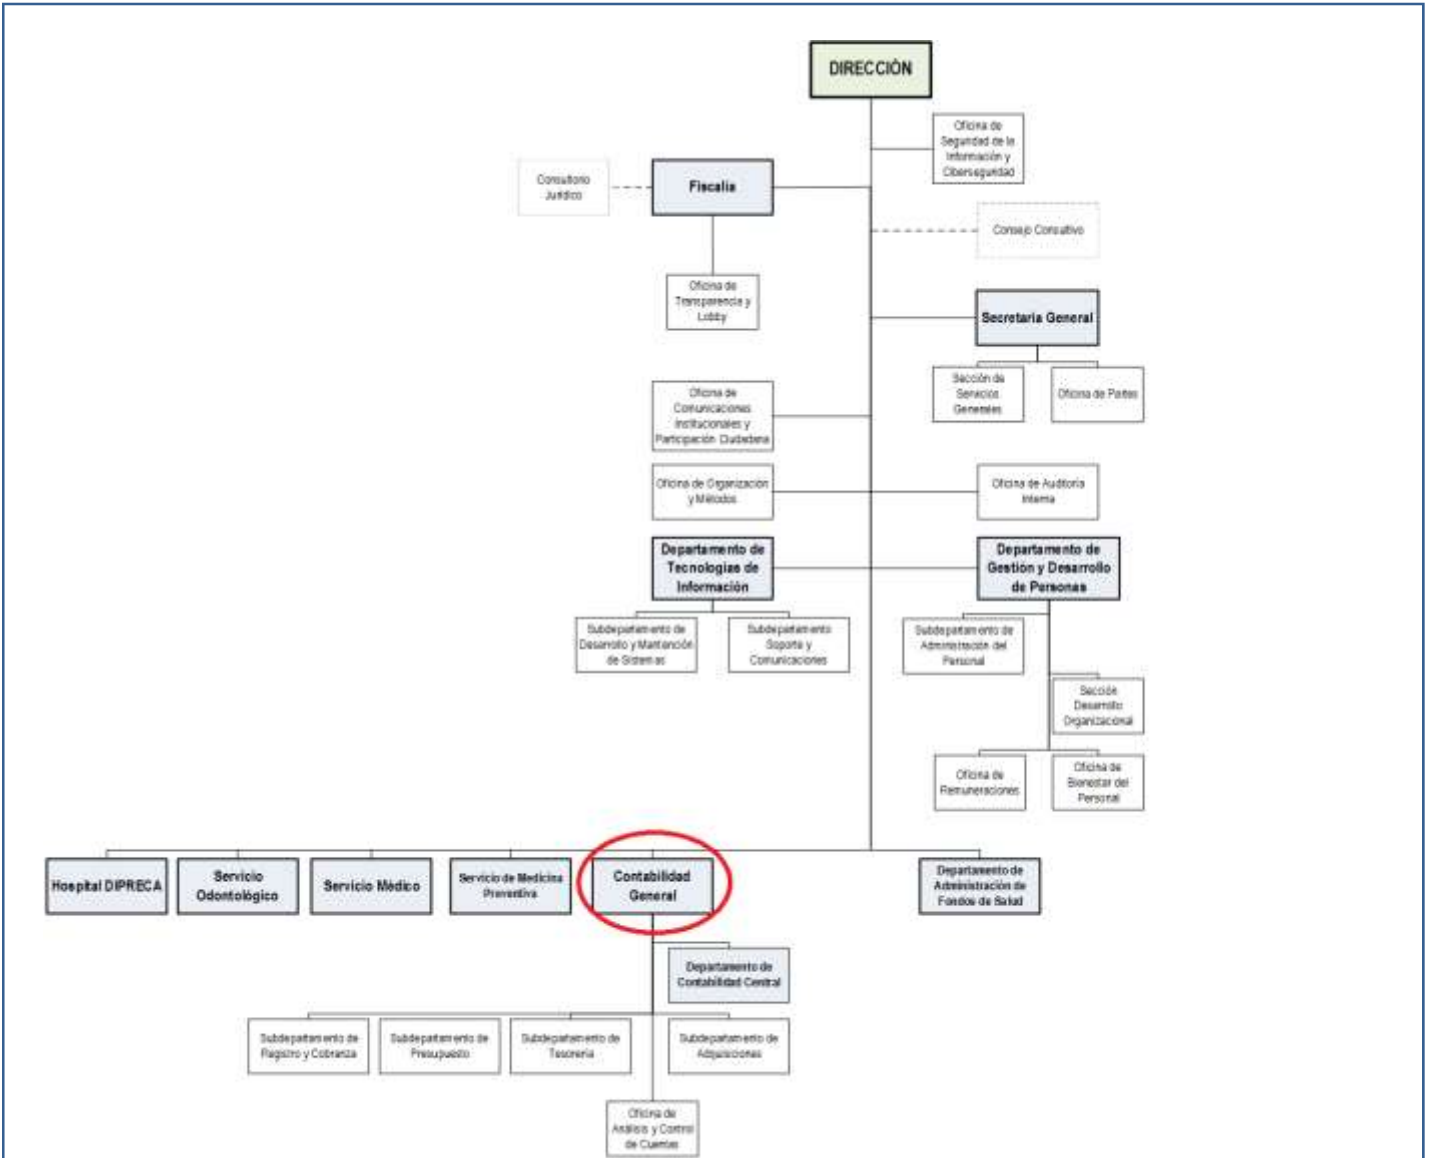 DIRECCIÓN
Oficina de
Seguridad de la
Información y
Ciberseguridad
Consultorio
Jurídico
Fiscalía
Consejo Consultivo
Oficina de
Transparencia y
Lobby
Secretaría General
Sección de
Servicios
Generales
Oficina de Partes
Oficina de
Comunicaciones
Institucionales y
Participación Ciudadana
Oficina de Organización
y Métodos
Oficina de Auditoría
Interna
Departamento de
Tecnologías de
Información
Departamento de
Gestión y Desarrollo
de Personas
Subdepartamento de
Desarrollo y Mantención
de Sistemas
Subdepartamento
Soporte y
Comunicaciones
Subdepartamento de
Administración del
Personal
Sección
Desarrollo
Organizacional
Oficina de
Remuneraciones
Oficina de
Bienestar del
Personal
Hospital DIPRECA
Servicio
Odontológico
Servicio Médico
Servicio de Medicina
Preventiva
Contabilidad
General
Departamento de
Administración de
Fondos de Salud
Departamento de
Contabilidad Central
Subdepartamento de
Registro y Cobranza
Subdepartamento de
Presupuesto
Subdepartamento de
Tesorería
Subdepartamento de
Adquisiciones
Oficina de
Análisis y Control
de Cuentas